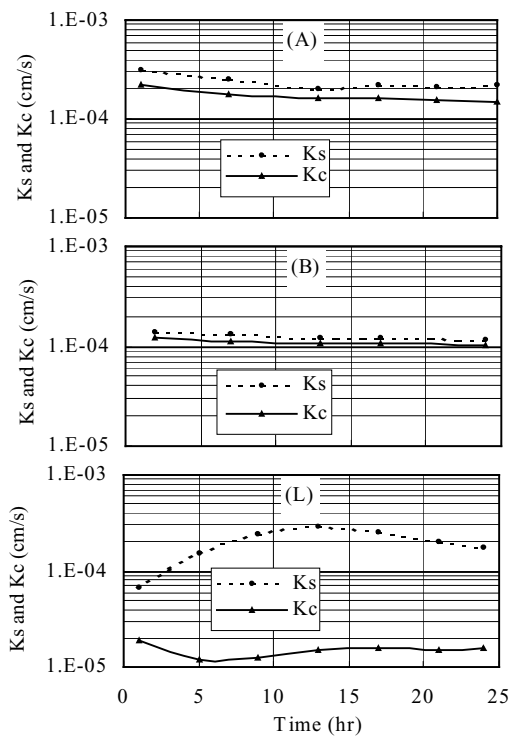 1.E-03
(A)
Ks and Kc (cm/s)
1.E-04
Ks
Kc
1.E-05
1.E-03
(B)
Ks and Kc (cm/s)
1.E-04
Ks
Kc
1.E-05
1.E-03
(L)
Ks and Kc (cm/s)
1.E-04
Ks
Kc
1.E-05
0 5 10 15 20 25
Time (hr)